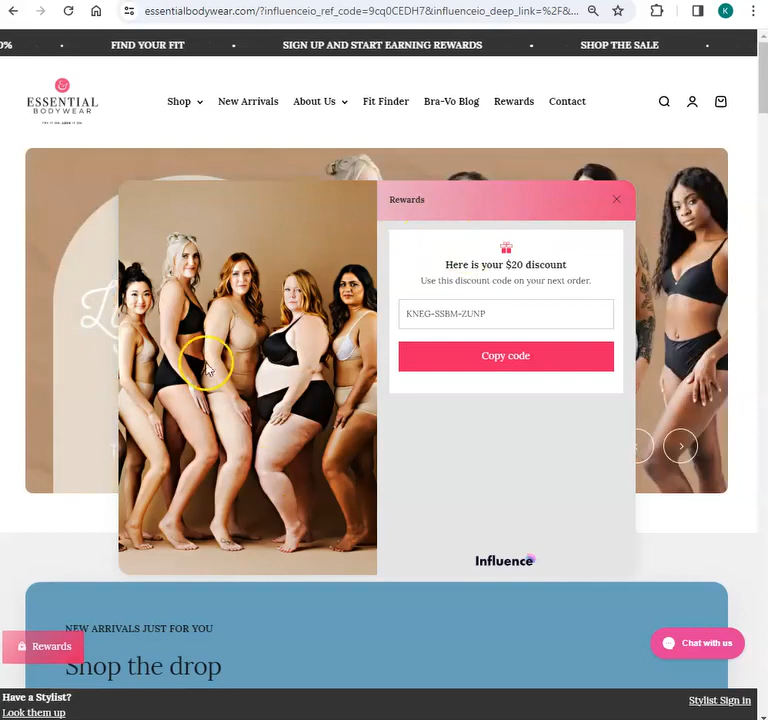 essentialbodywear.com/?influenceio_ref_code=9cq0CEDH7&influenceio_deep_link=%2F&...
K
0%
FIND YOUR FIT
SIGN UP AND START EARNING REWARDS
SHOP THE SALE
ESSENTIAL
BODYWEAR
Shop
New Arrivals
About Us
Fit Finder
Bra-Vo Blog
Rewards
Contact
Rewards
Here is your $20 discount
Use this discount code on your next order.
KNEG-SSBM-ZUNP
Copy code
Influence
NEW ARRIVALS JUST FOR YOU
Shop the drop
Rewards
Chat with us
Have a Stylist?
Look them up
Stylist Sign in